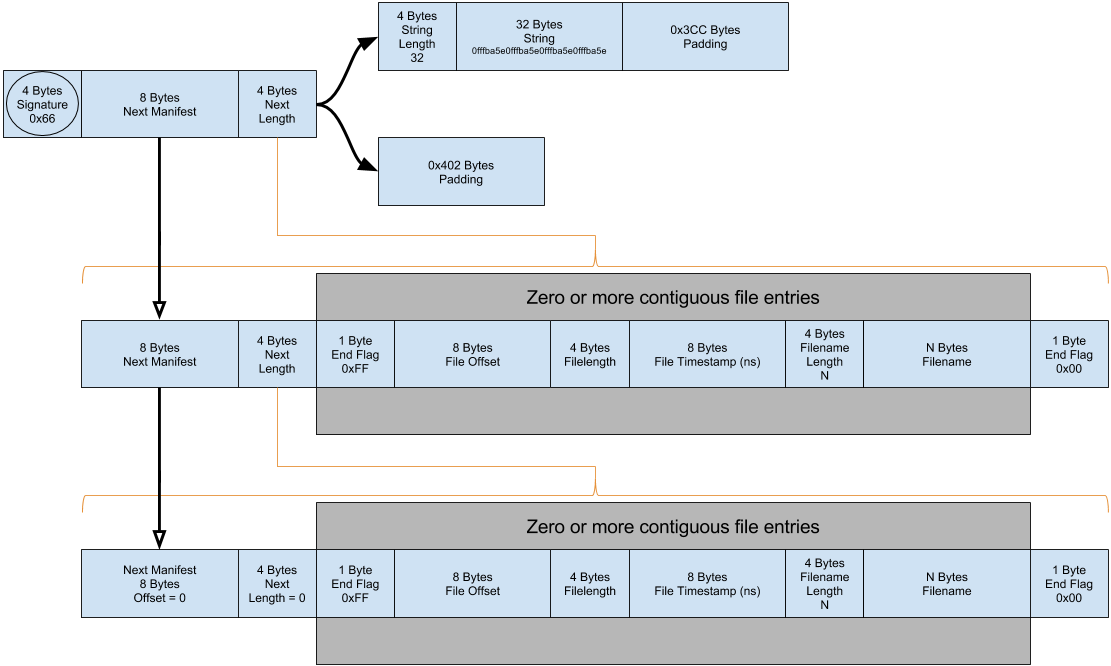 4 Bytes
String
Length
32
32 Bytes
String
0fffba5e0fffba5e0fffba5e0fffba5e
0x3CC Bytes
Padding
4 Bytes
Signature
0x66
8 Bytes
Next Manifest
4 Bytes
Next
Length
0x402 Bytes
Padding
Zero or more contiguous file entries
8 Bytes
Next Manifest
4 Bytes
Next
Length
1 Byte
End Flag
0xFF
8 Bytes
File Offset
4 Bytes
Filelength
8 Bytes
File Timestamp (ns)
4 Bytes
Filename
Length
N
N Bytes
Filename
1 Byte
End Flag
0x00
Zero or more contiguous file entries
Next Manifest
8 Bytes
Offset = 0
4 Bytes
Next
Length = 0
1 Byte
End Flag
0xFF
8 Bytes
File Offset
4 Bytes
Filelength
8 Bytes
File Timestamp (ns)
4 Bytes
Filename
Length
N
N Bytes
Filename
1 Byte
End Flag
0x00